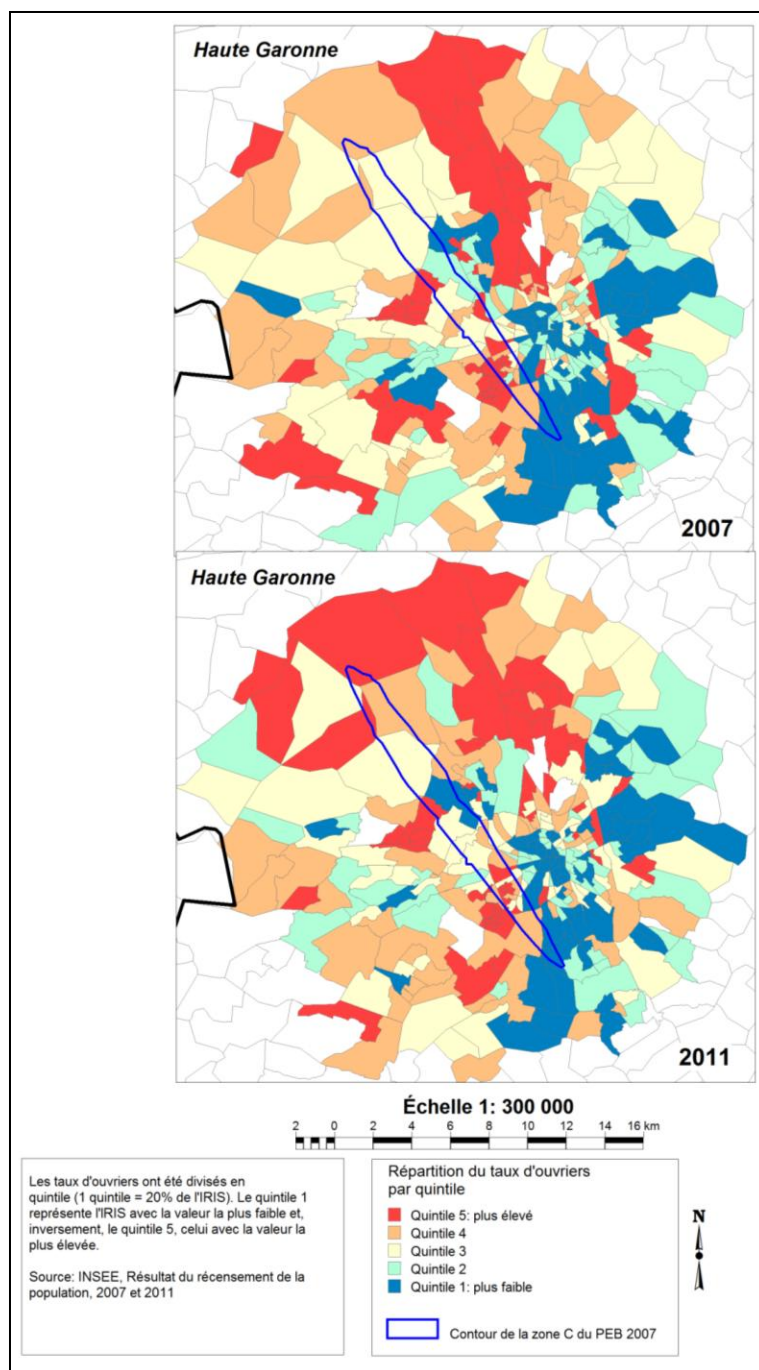 Haute Garonne
2007
Haute Garonne
2011
Échelle 1: 300 000
2 0 2 4 6 8 10 12 14 16 km
Les taux d'ouvriers ont été divisés en
quintile (1 quintile = 20% de l'IRIS). Le quintile 1
représente l'IRIS avec la valeur la plus faible et,
inversement, le quintile 5, celui avec la valeur la
plus élevée.
Source: INSEE, Résultat du récensement de la
population, 2007 et 2011
Répartition du taux d'ouvriers
par quintile
Quintile 5: plus élevé
Quintile 4
Quintile 3
Quintile 2
Quintile 1: plus faible
Contour de la zone C du PEB 2007
N